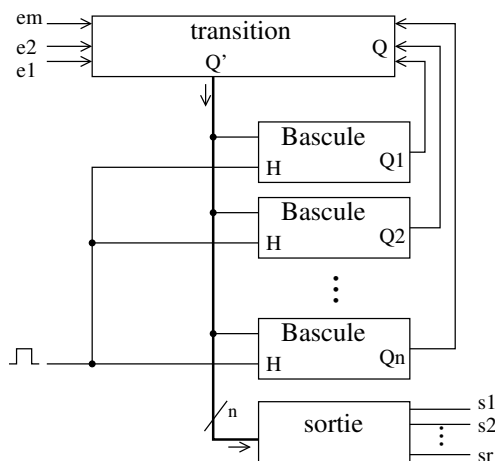 em
transition
e2
Q
e1
Q'
Bascule
H
Q1
Bascule
H
Q2
Bascule
H
Qn
n
sortie
s1
s2
sr